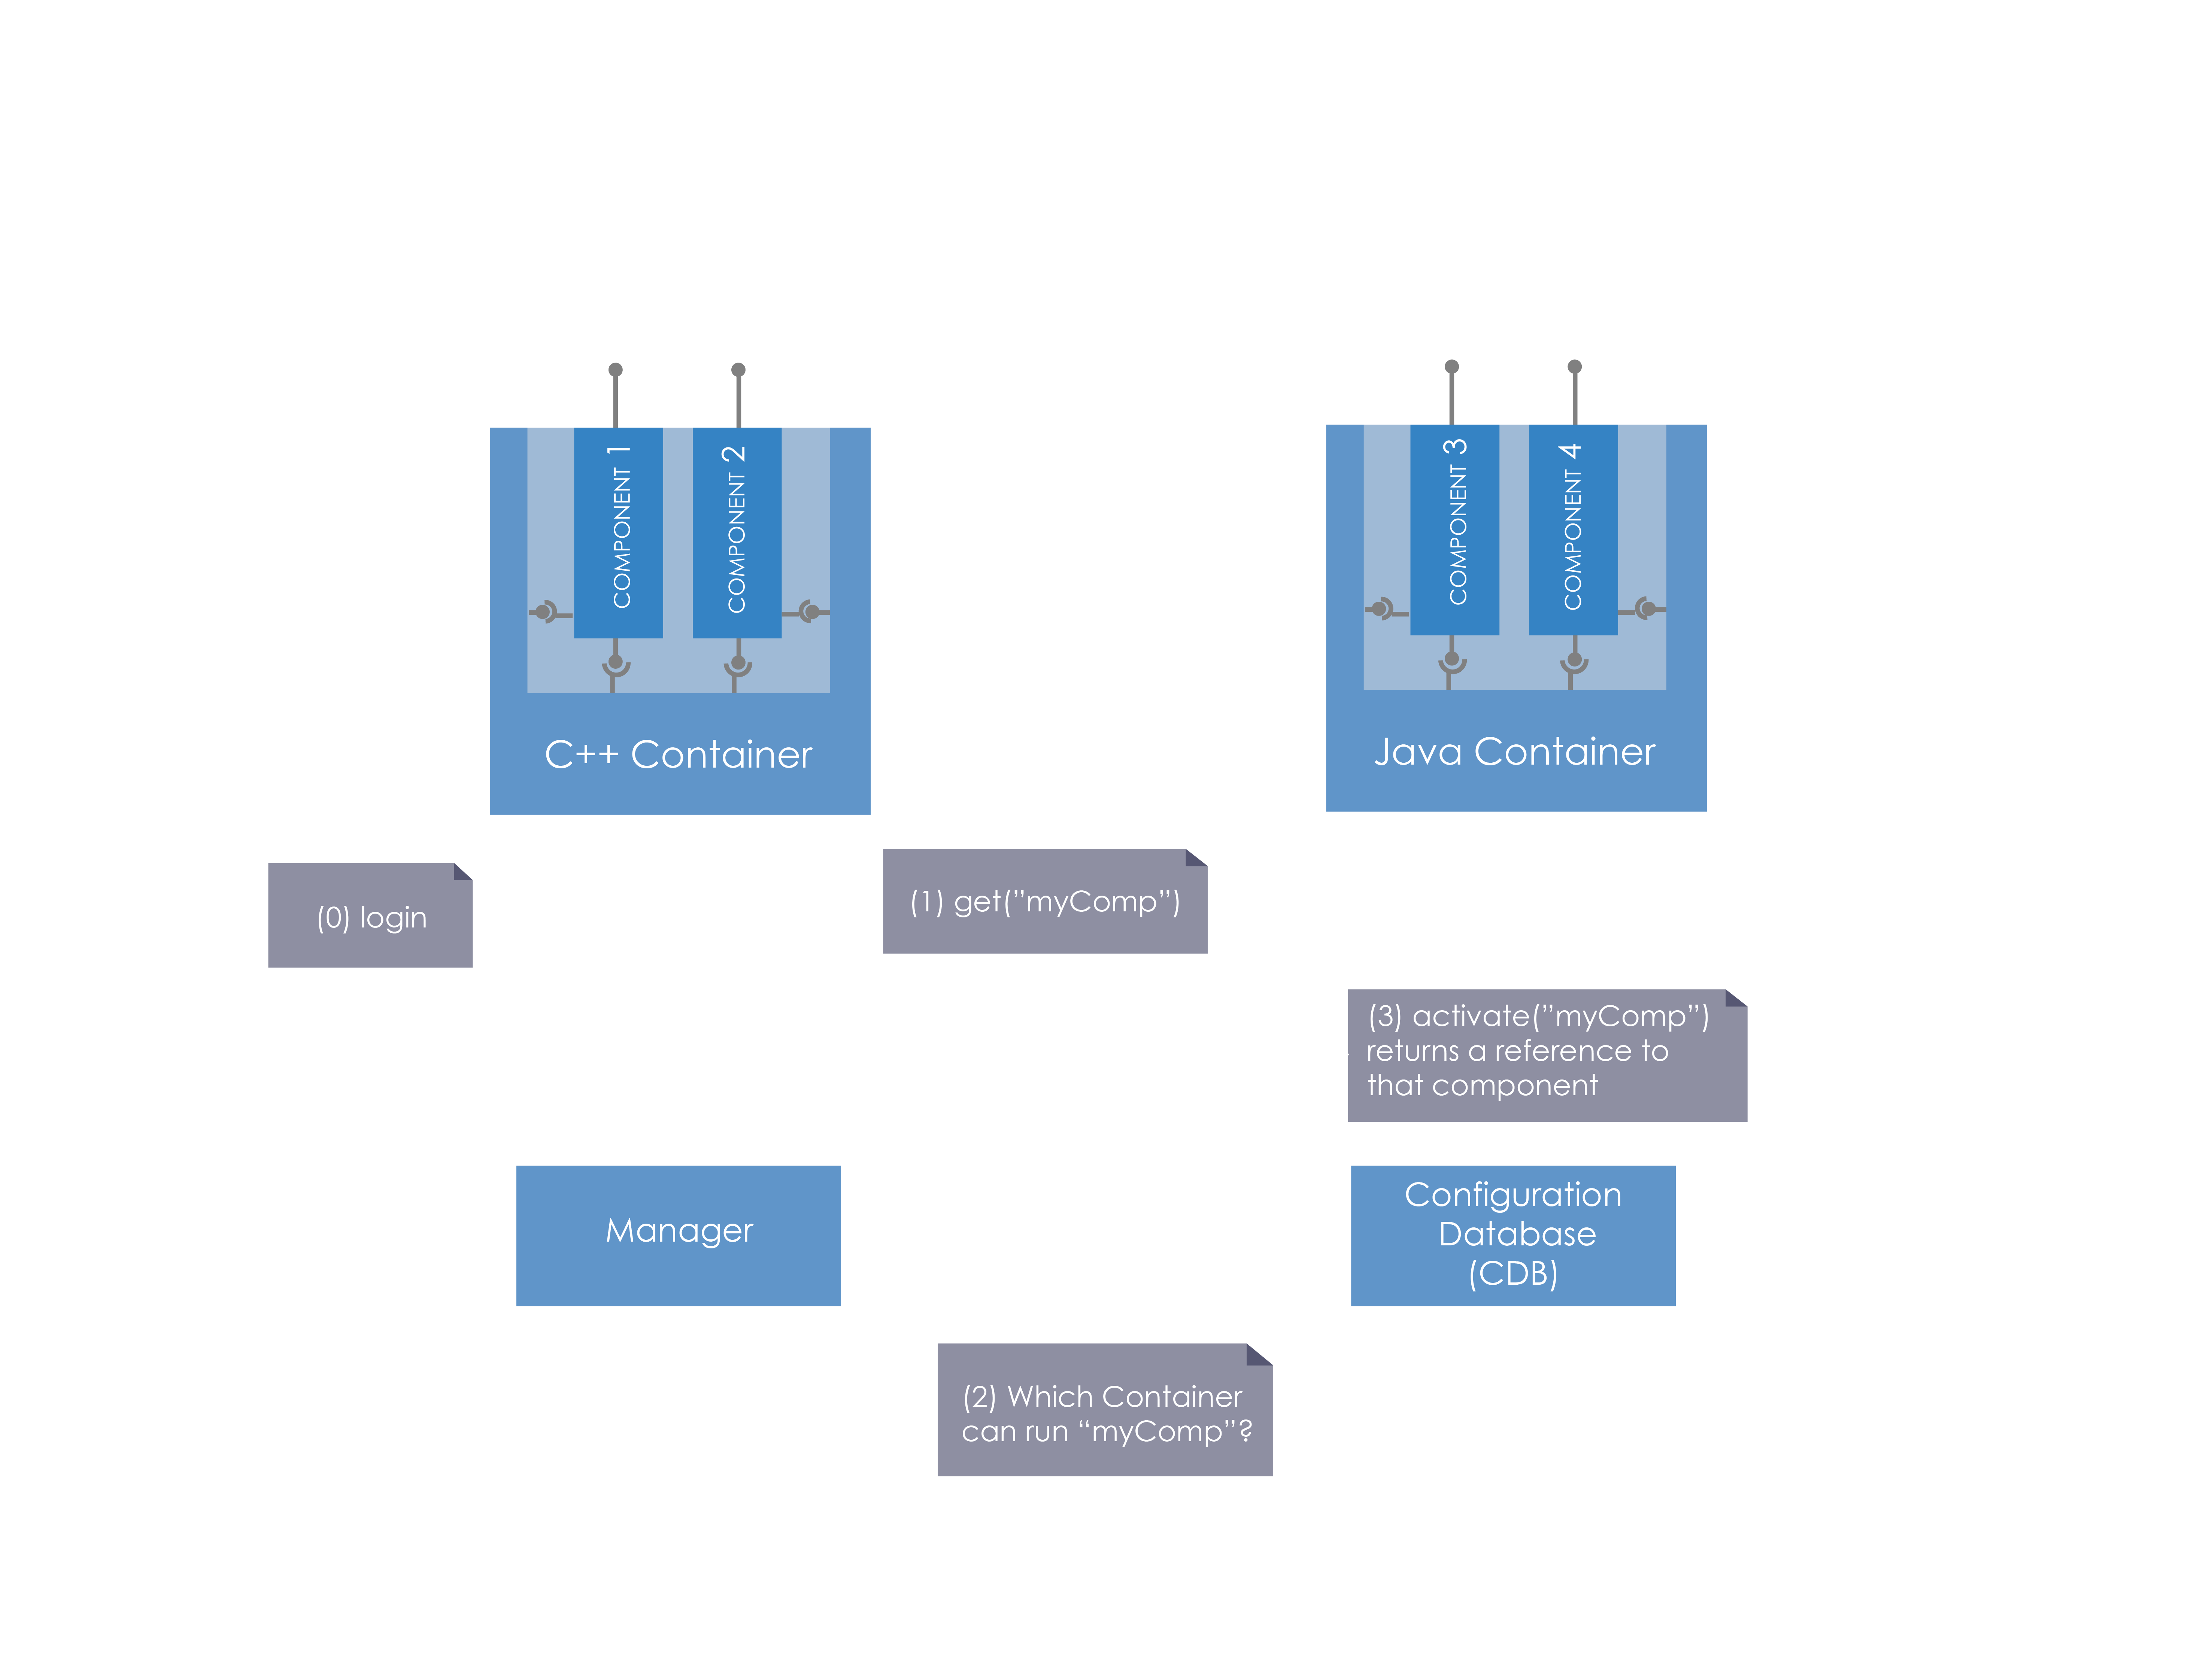 COMPONENT 1
COMPONENT 2
C++ Container
COMPONENT 3
COMPONENT 4
Java Container
(0) login
(1) get(”myComp”)
(3) activate(”myComp”)
returns a reference to
that component
Manager
Configuration
Database
(CDB)
(2) Which Container
can run “myComp”?